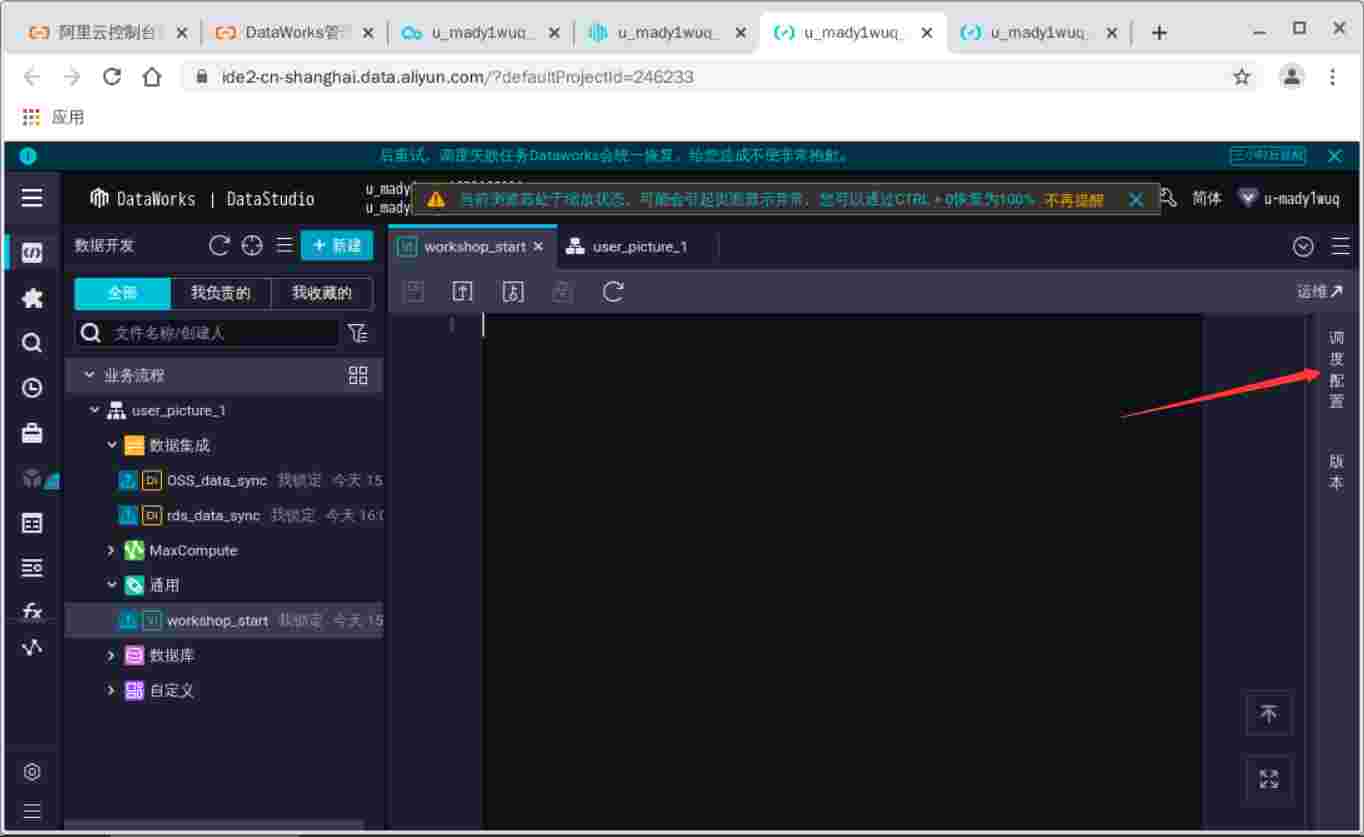 阿里云控制台
DataWorks管
u_mady1wuq_
u_mady1wuq_
u_mady1wuq_
u_mady1wuq_
ide2-cn-shanghai.data.aliyun.com/?defaultProjectId=246233
应用
后重试，调度失败任务Dataworks会统一恢复，给您造成不便非常抱歉。
三小时后提醒
DataWorks | DataStudio
u_mady
u_mady
当前浏览器处于缩放状态，可能会引起页面显示异常，您可以通过CTRL + 0恢复为100% 不再提醒
简体
u-mady1wuq
数据开发
+ 新建
Vi workshop_start
user_picture_1
全部
我负责的
我收藏的
运维
文件名称/创建人
1
业务流程
user_picture_1
数据集成
Di OSS_data_sync 我锁定 今天 15
Di rds_data_sync 我锁定 今天 16:0
MaxCompute
fx
通用
Vi workshop_start 我锁定 今天 15
数据库
自定义
调度配置
版本